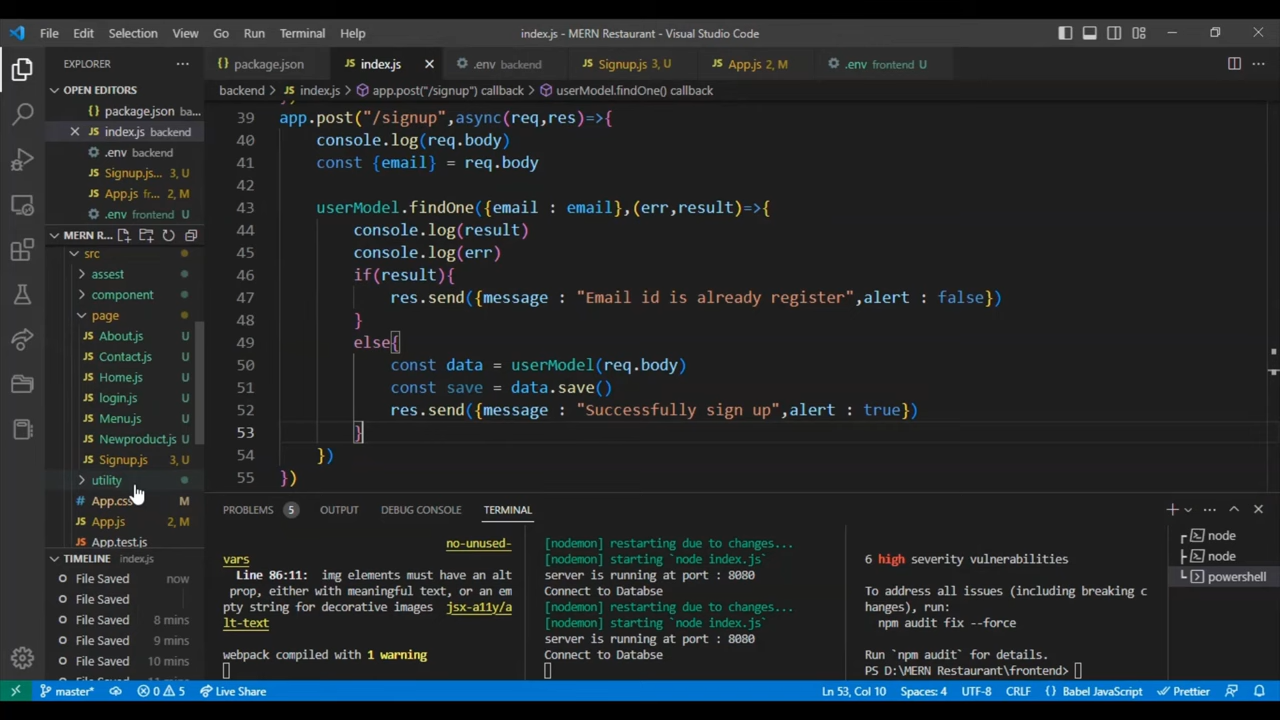 File Edit Selection View Go Run Terminal Help
index.js - MERN Restaurant - Visual Studio Code
EXPLORER
OPEN EDITORS
package.json ba...
index.js backend
.env backend
Signup.js... 3, U
App.js fr... 2, M
.env frontend U
MERN R...
src
assest
component
page
About.js U
Contact.js U
Home.js U
login.js U
Menu.js U
Newproduct.js U
Signup.js 3, U
utility
App.css M
App.js 2, M
App.test.js
TIMELINE index.js
File Saved now
File Saved
File Saved 8 mins
File Saved 9 mins
File Saved 10 mins
package.json index.js .env backend Signup.js 3, U App.js 2, M .env frontend U
backend > index.js > app.post("/signup") callback > userModel.findOne() callback
39 app.post("/signup",async(req,res)=>{
40 console.log(req.body)
41 const {email} = req.body
42
43 userModel.findOne({email : email},(err,result)=>{
44 console.log(result)
45 console.log(err)
46 if(result){
47 res.send({message : "Email id is already register",alert : false})
48 }
49 else{
50 const data = userModel(req.body)
51 const save = data.save()
52 res.send({message : "Successfully sign up",alert : true})
53 }
54 })
55 })
PROBLEMS 5 OUTPUT DEBUG CONSOLE TERMINAL
no-unused-
vars
Line 86:11: img elements must have an alt
prop, either with meaningful text, or an em
pty string for decorative images jsx-a11y/a
lt-text
webpack compiled with 1 warning
[nodemon] restarting due to changes...
[nodemon] starting `node index.js`
server is running at port : 8080
Connect to Databse
[nodemon] restarting due to changes...
[nodemon] starting `node index.js`
server is running at port : 8080
Connect to Databse
6 high severity vulnerabilities
To address all issues (including breaking c
hanges), run:
npm audit fix --force
Run `npm audit` for details.
PS D:\MERN Restaurant\frontend>
node
node
powershell
master* 0 5 Live Share
Ln 53, Col 10 Spaces: 4 UTF-8 CRLF {} Babel JavaScript Prettier